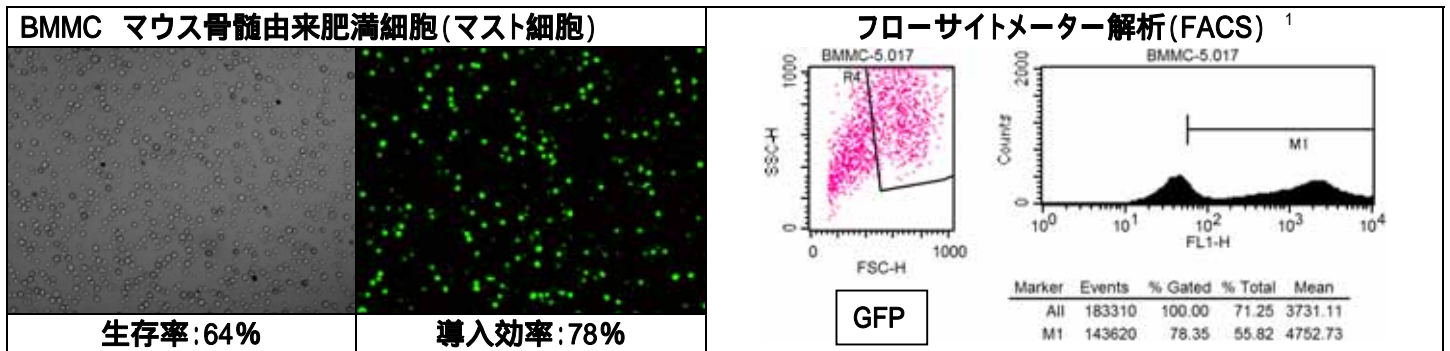 BMMC マウス骨髄由来肥満細胞(マスト細胞)
生存率:64%
導入効率:78%
フローサイトメーター解析(FACS) 1
BMMC-5.017
1000
R4
SSC-H
0
0 1000
FSC-H
GFP
BMMC-5.017
2000
Counts
M1
0
10^0 10^1 10^2 10^3 10^4
FL1-H
Marker Events % Gated % Total Mean
All 183310 100.00 71.25 3731.11
M1 143620 78.35 55.82 4752.73